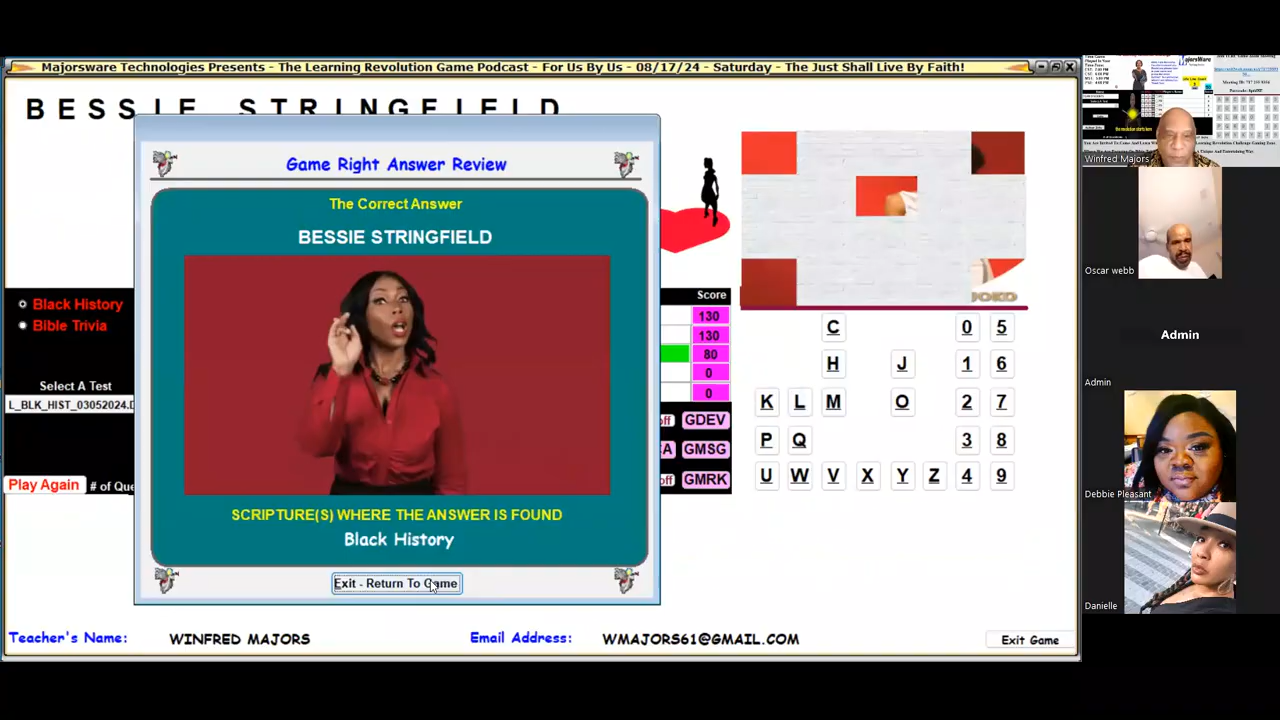 Majorsware Technologies Presents - The Learning Revolution Game Podcast - For Us By Us - 08/17/24 - Saturday - The Just Shall Live By Faith!
BESSIE STRINGFIELD
Game Right Answer Review
The Correct Answer
BESSIE STRINGFIELD
SCRIPTURE(S) WHERE THE ANSWER IS FOUND
Black History
Exit - Return To Game
Black History
Bible Trivia
Select A Test
L_BLK_HIST_03052024.D
Play Again # of Que
Score
130
130
80
0
0
off GDEV
GMSG
off GMRK
C 0 5
H J 1 6
K L M O 2 7
P Q 3 8
U W V X Y Z 4 9
Teacher's Name: WINFRED MAJORS Email Address: WMAJORS61@GMAIL.COM Exit Game
Winfred Majors
Oscar webb
Admin
Admin
Debbie Pleasant
Danielle